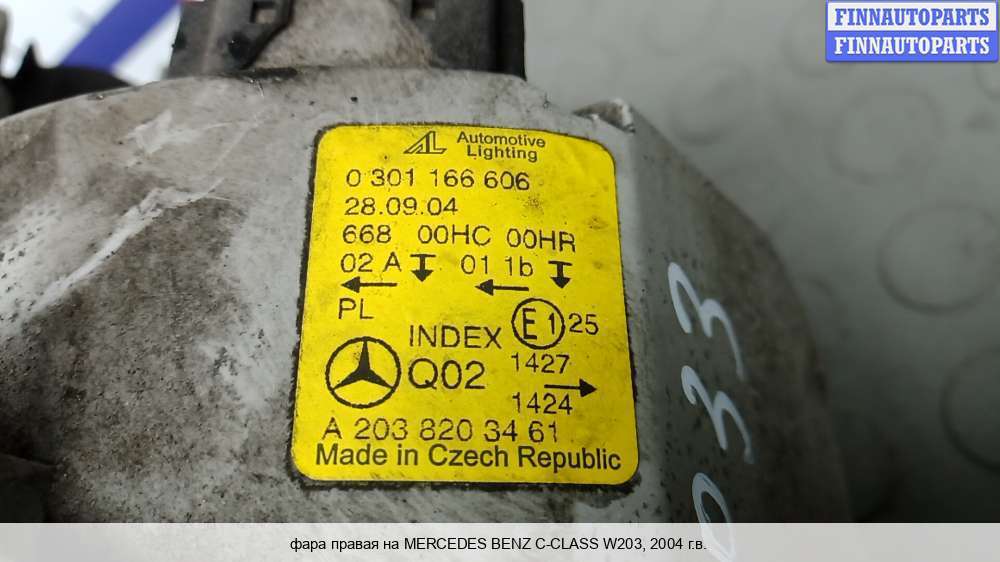 FINNAUTOPARTS
FINNAUTOPARTS
AL Automotive
Lighting
0 301 166 606
28.09.04
668 00HC 00HR
02 A 01 1b
PL
INDEX E1 25
Q02 1427
1424
A 203 820 34 61
Made in Czech Republic
033
фара правая на MERCEDES BENZ C-CLASS W203, 2004 г.в.